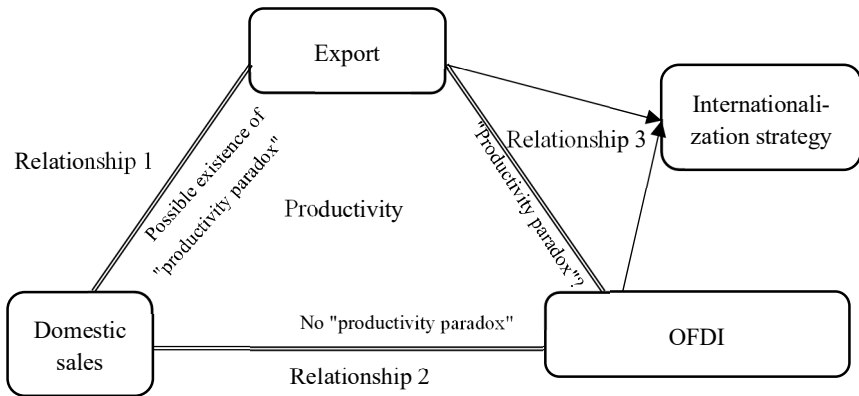 Export
Internationali-
zation strategy
Relationship 1
Possible existence of
"productivity paradox"
Productivity
"Productivity
paradox"?
Relationship 3
Domestic
sales
No "productivity paradox"
Relationship 2
OFDI